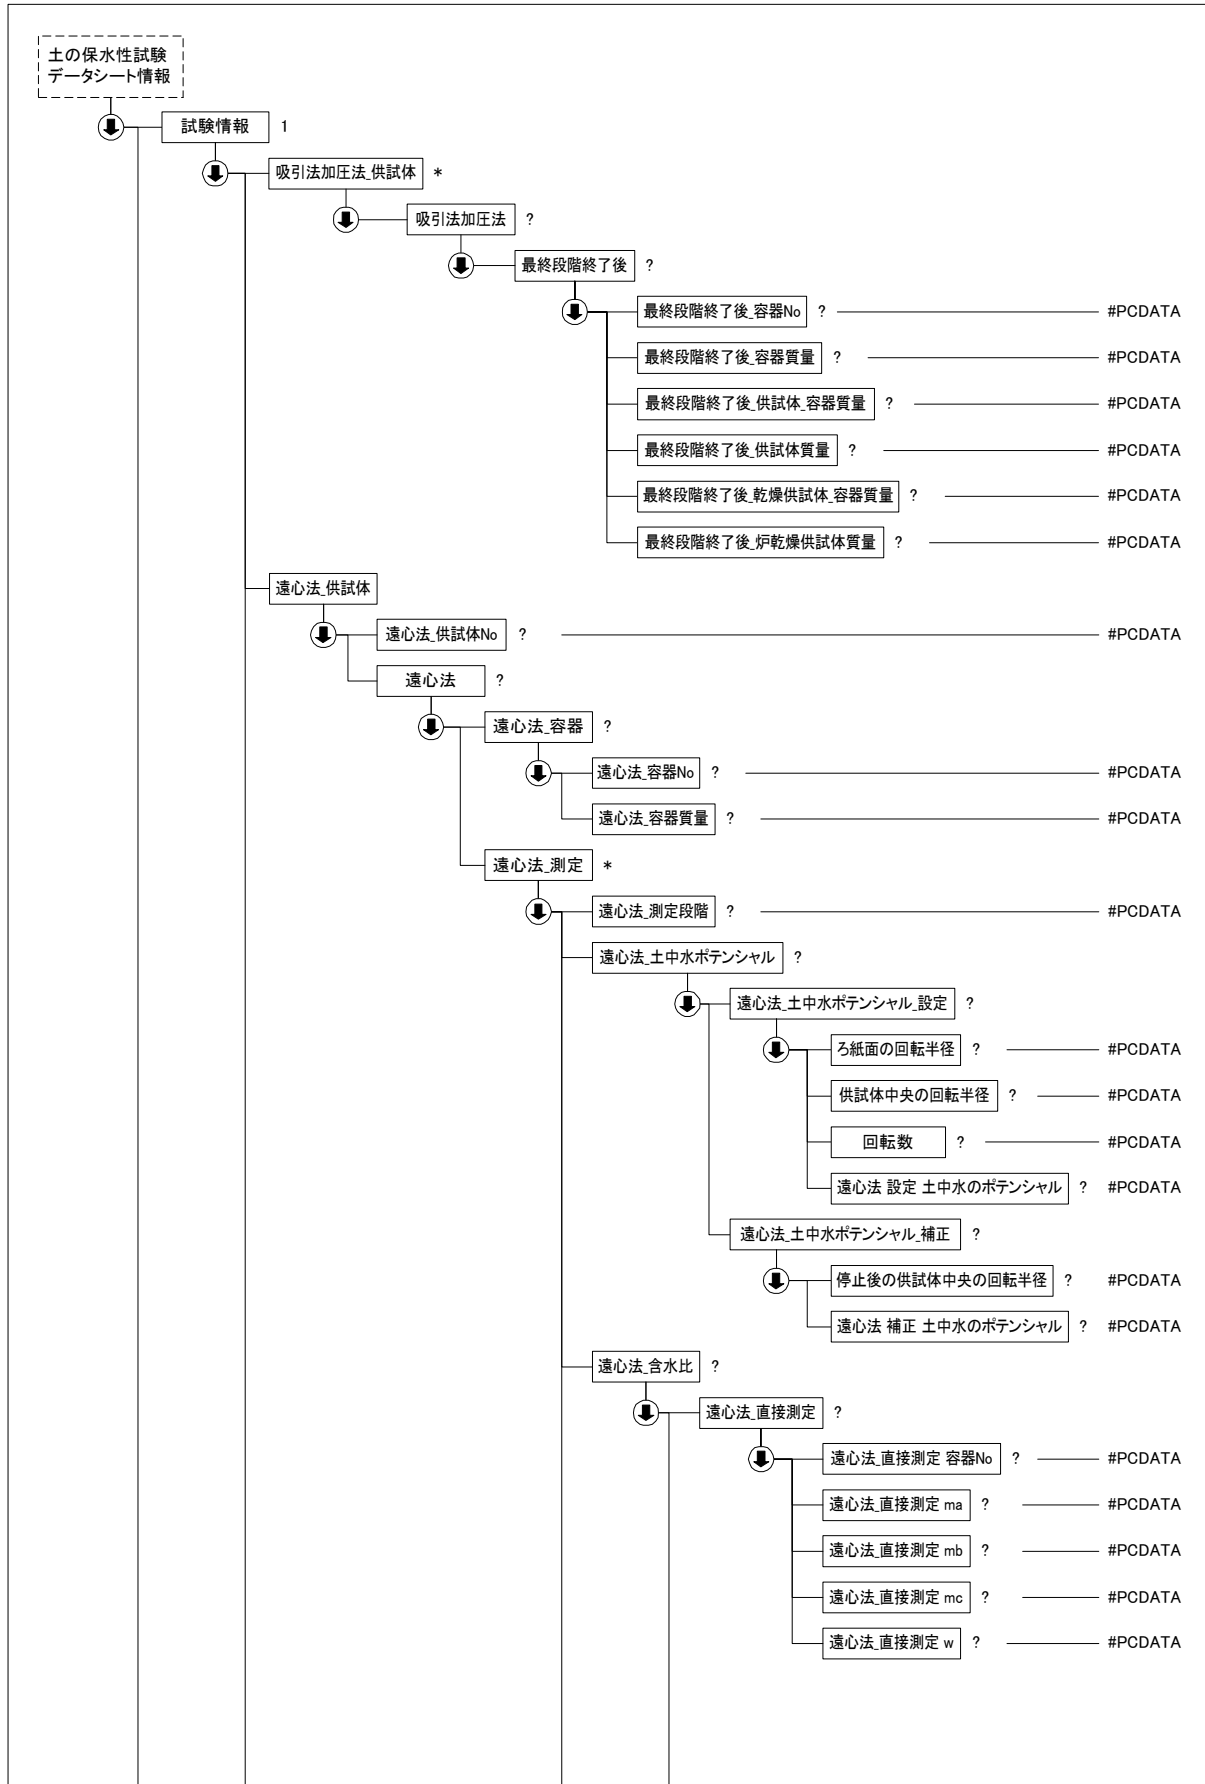 土の保水性試験
データシート情報
試験情報 1
吸引法加圧法_供試体 *
吸引法加圧法 ?
最終段階終了後 ?
最終段階終了後_容器No ? #PCDATA
最終段階終了後_容器質量 ? #PCDATA
最終段階終了後_供試体_容器質量 ? #PCDATA
最終段階終了後_供試体質量 ? #PCDATA
最終段階終了後_乾燥供試体_容器質量 ? #PCDATA
最終段階終了後_炉乾燥供試体質量 ? #PCDATA
遠心法_供試体
遠心法_供試体No ? #PCDATA
遠心法 ?
遠心法_容器 ?
遠心法_容器No ? #PCDATA
遠心法_容器質量 ? #PCDATA
遠心法_測定 *
遠心法_測定段階 ? #PCDATA
遠心法_土中水ポテンシャル ?
遠心法_土中水ポテンシャル_設定 ?
ろ紙面の回転半径 ? #PCDATA
供試体中央の回転半径 ? #PCDATA
回転数 ? #PCDATA
遠心法 設定 土中水のポテンシャル ? #PCDATA
遠心法_土中水ポテンシャル_補正 ?
停止後の供試体中央の回転半径 ? #PCDATA
遠心法 補正 土中水のポテンシャル ? #PCDATA
遠心法_含水比 ?
遠心法_直接測定 ?
遠心法_直接測定 容器No ? #PCDATA
遠心法_直接測定 ma ? #PCDATA
遠心法_直接測定 mb ? #PCDATA
遠心法_直接測定 mc ? #PCDATA
遠心法_直接測定 w ? #PCDATA